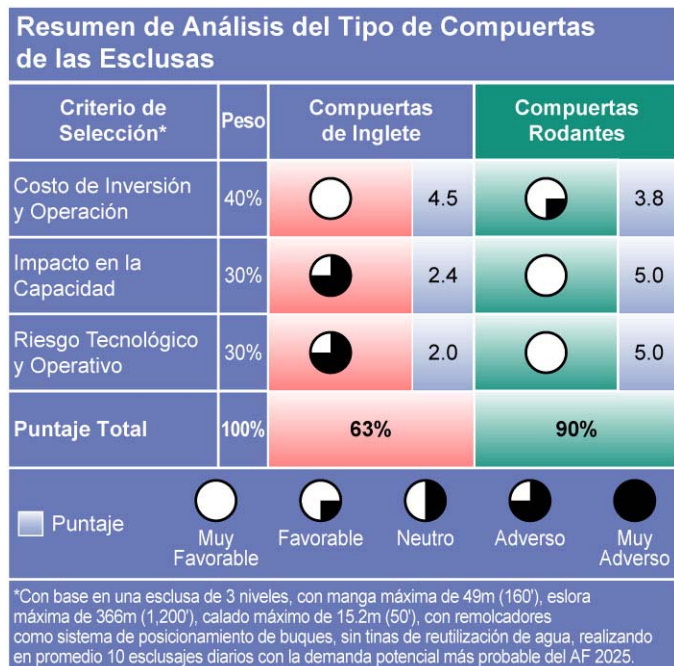 Resumen de Análisis del Tipo de Compuertas
de las Esclusas
Criterio de
Selección*
Peso
Compuertas
de Inglete
Compuertas
Rodantes
Costo de Inversión
y Operación
40%
4.5
3.8
Impacto en la
Capacidad
30%
2.4
5.0
Riesgo Tecnológico
y Operativo
30%
2.0
5.0
Puntaje Total
100%
63%
90%
Puntaje
Muy
Favorable
Favorable
Neutro
Adverso
Muy
Adverso
*Con base en una esclusa de 3 niveles, con manga máxima de 49m (160'), eslora
máxima de 366m (1,200'), calado máximo de 15.2m (50'), con remolcadores
como sistema de posicionamiento de buques, sin tinas de reutilización de agua, realizando
en promedio 10 esclusajes diarios con la demanda potencial más probable del AF 2025.